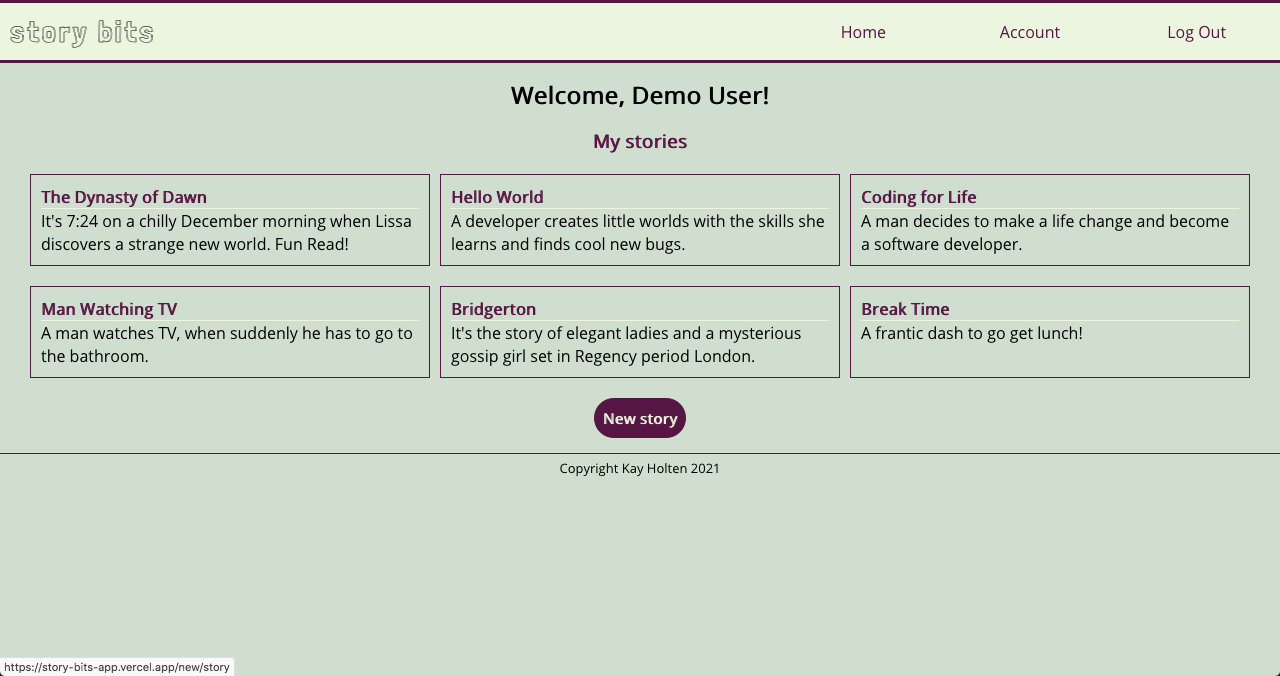 story bits
Home
Account
Log Out
Welcome, Demo User!
My stories
The Dynasty of Dawn
It's 7:24 on a chilly December morning when Lissa
discovers a strange new world. Fun Read!
Hello World
A developer creates little worlds with the skills she
learns and finds cool new bugs.
Coding for Life
A man decides to make a life change and become
a software developer.
Man Watching TV
A man watches TV, when suddenly he has to go to
the bathroom.
Bridgerton
It's the story of elegant ladies and a mysterious
gossip girl set in Regency period London.
Break Time
A frantic dash to go get lunch!
New story
Copyright Kay Holten 2021
https://story-bits-app.vercel.app/new/story